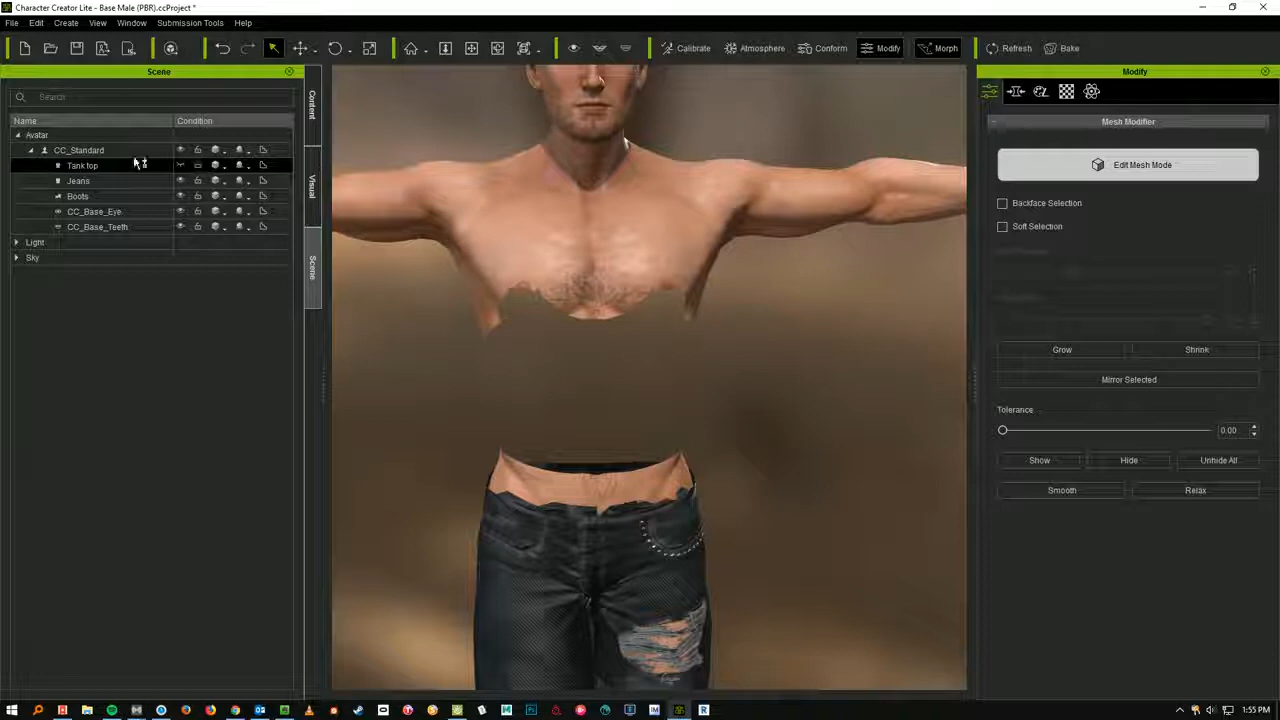 Character Creator Lite - Base Male (PBR).ccProject *
File Edit Create View Window Submission Tools Help
Calibrate Atmosphere Conform Modify Morph Refresh Bake
Scene
Search
Name Condition
Avatar
CC_Standard
Tank top
Jeans
Boots
CC_Base_Eye
CC_Base_Teeth
Light
Sky
Content
Visual
Scene
Modify
Mesh Modifier
Edit Mesh Mode
Backface Selection
Soft Selection
Grow Shrink
Mirror Selected
Tolerance
0.00
Show Hide Unhide All
Smooth Relax
1:55 PM